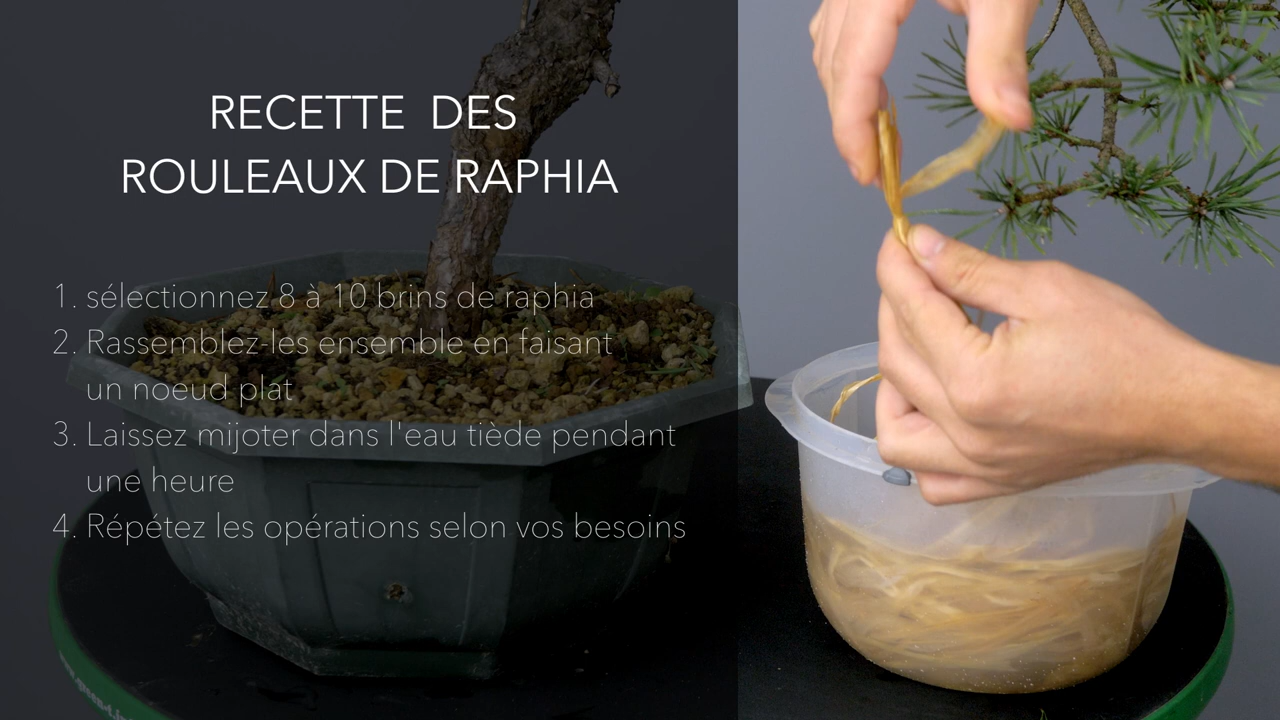 RECETTE DES
ROULEAUX DE RAPHIA
1. sélectionnez 8 à 10 brins de raphia
2. Rassemblez-les ensemble en faisant
un noeud plat
3. Laissez mijoter dans l'eau tiède pendant
une heure
4. Répétez les opérations selon vos besoins